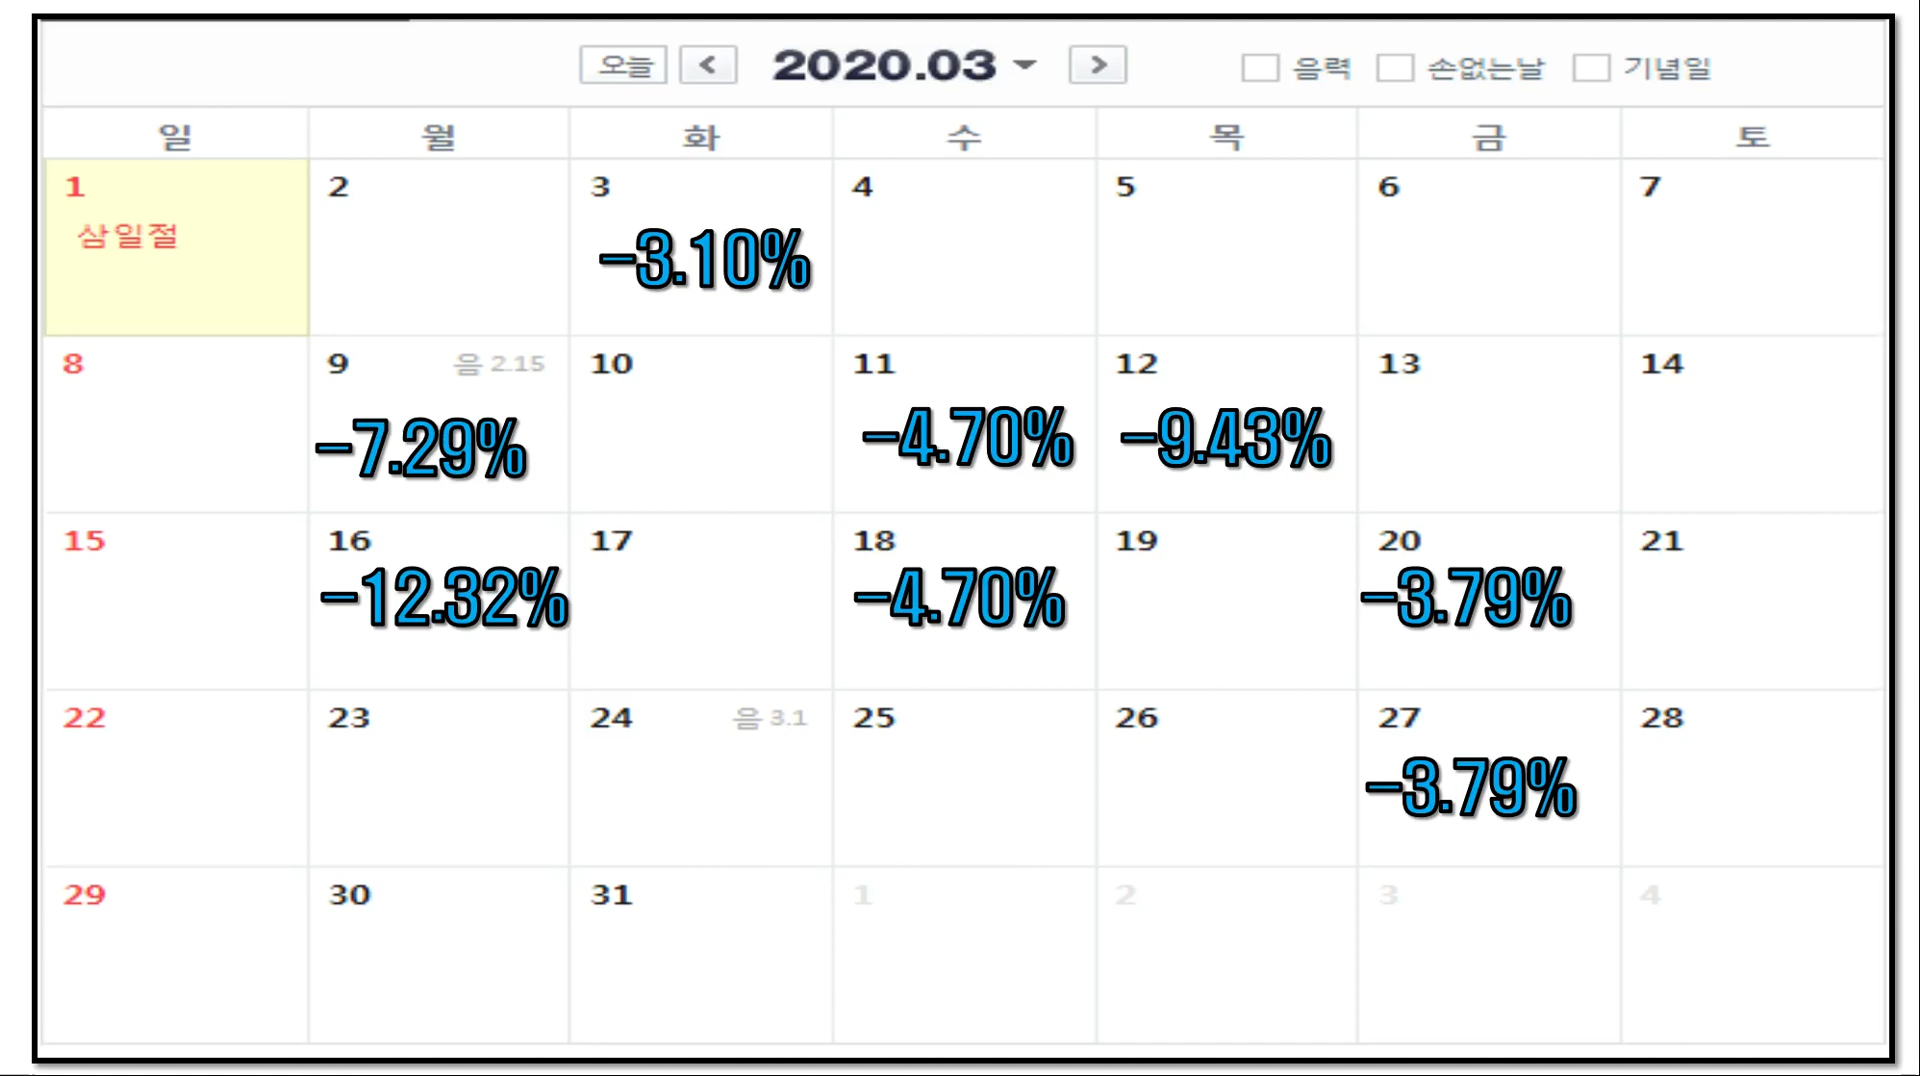 오늘 < 2020.03 > 음력 손없는날 기념일
일 월 화 수 목 금 토
1 2 3 4 5 6 7
삼일절
-3.10%
8 9 음 2.15 10 11 12 13 14
-7.29% -4.70% -9.43%
15 16 17 18 19 20 21
-12.32% -4.70% -3.79%
22 23 24 음 3.1 25 26 27 28
-3.79%
29 30 31 1 2 3 4